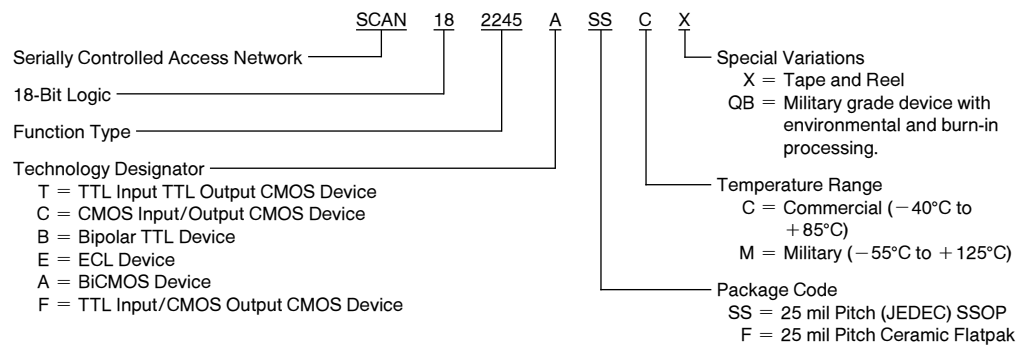 SCAN 18 2245 A SS C X
Serially Controlled Access Network
18-Bit Logic
Function Type
Technology Designator
T = TTL Input TTL Output CMOS Device
C = CMOS Input/Output CMOS Device
B = Bipolar TTL Device
E = ECL Device
A = BiCMOS Device
F = TTL Input/CMOS Output CMOS Device
Special Variations
X = Tape and Reel
QB = Military grade device with
environmental and burn-in
processing.
Temperature Range
C = Commercial (−40°C to
+85°C)
M = Military (−55°C to +125°C)
Package Code
SS = 25 mil Pitch (JEDEC) SSOP
F = 25 mil Pitch Ceramic Flatpak